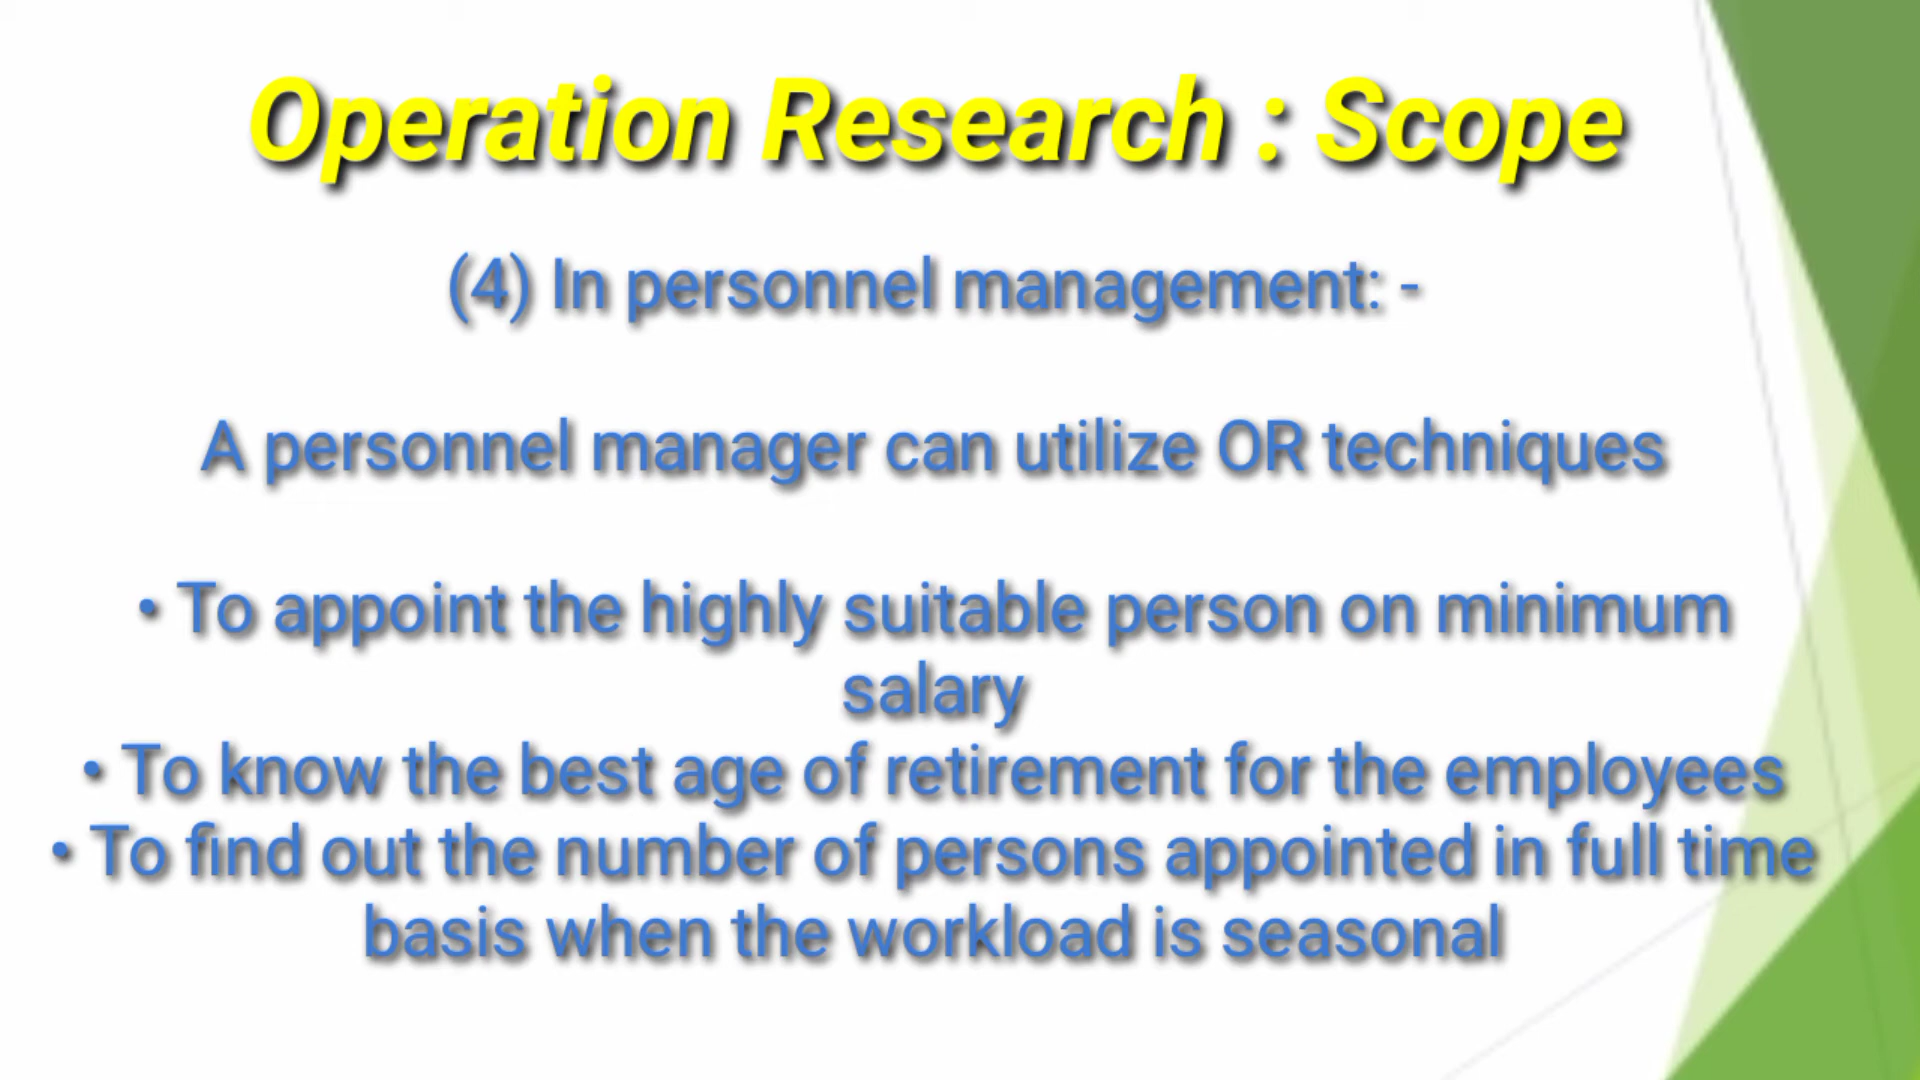 Operation Research : Scope
(4) In personnel management: -
A personnel manager can utilize OR techniques
• To appoint the highly suitable person on minimum
salary
• To know the best age of retirement for the employees
• To find out the number of persons appointed in full time
basis when the workload is seasonal